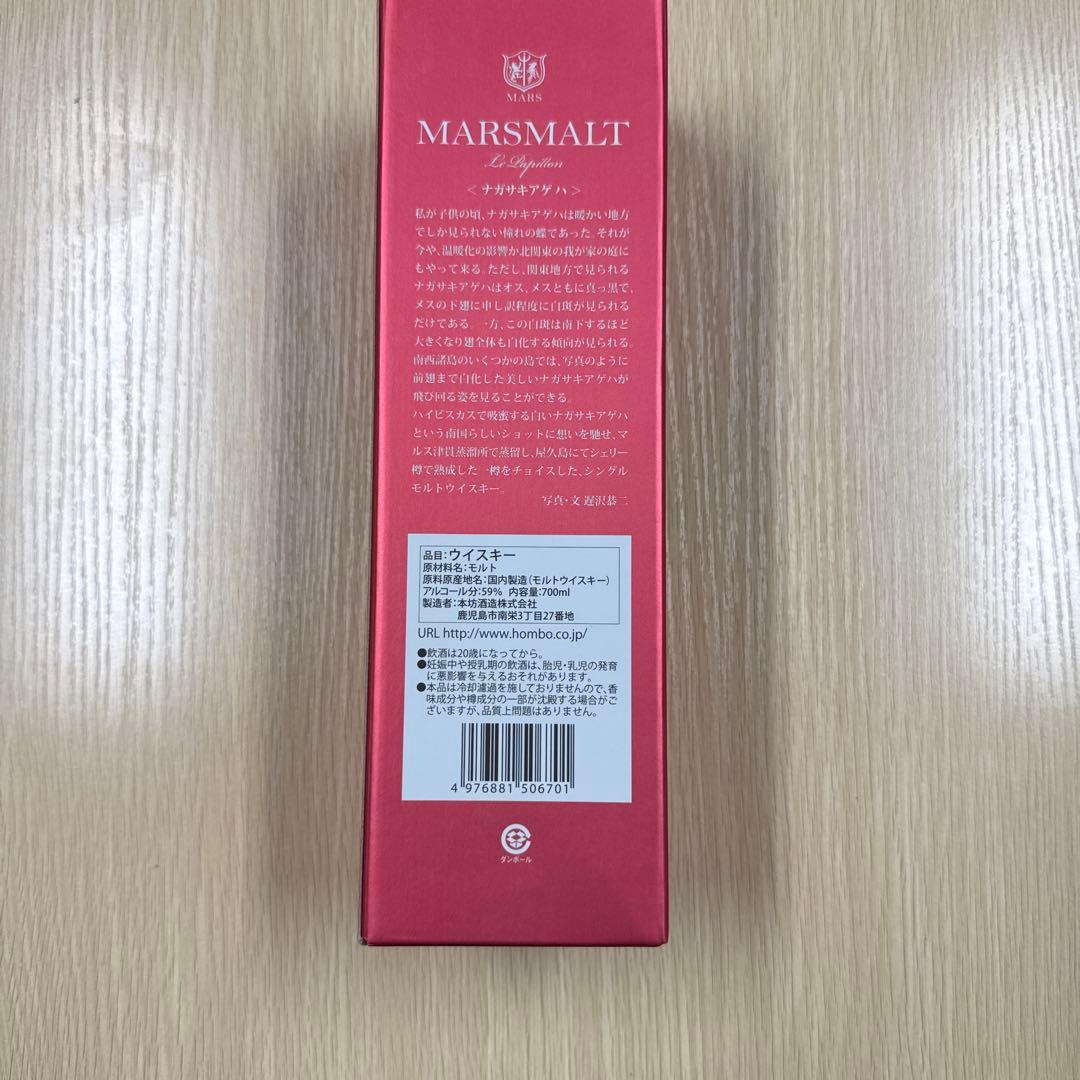 MARS
MARSMALT
Le Papillon
＜ナガサキアゲハ＞
私が子供の頃、ナガサキアゲハは暖かい地方
でしか見られない憧れの蝶であった。それが
今や、温暖化の影響か北関東の我が家の庭に
もやって来る。ただし、関東地方で見られる
ナガサキアゲハはオス、メスともに真っ黒で、
メスの下翅に申し訳程度に白斑が見られる
だけである。一方、この白斑は南下するほど
大きくなり翅全体も白化する傾向が見られる。
南西諸島のいくつかの島では、写真のように
前翅まで白化した美しいナガサキアゲハが
飛び回る姿を見ることができる。
ハイビスカスで吸蜜する白いナガサキアゲハ
という南国らしいショットに想いを馳せ、マ
ルス津貫蒸溜所で蒸留し、屋久島にてシェリー
樽で熟成した一樽をチョイスした、シングル
モルトウイスキー。
写真・文 遅沢恭二
品目：ウイスキー
原材料名：モルト
原料原産地名：国内製造（モルトウイスキー）
アルコール分：59% 内容量：700ml
製造者：本坊酒造株式会社
鹿児島市南栄3丁目27番地
URL http://www.hombo.co.jp/
●飲酒は20歳になってから。
●妊娠中や授乳期の飲酒は、胎児・乳児の発育
に悪影響を与えるおそれがあります。
●本品は冷却濾過を施しておりませんので、香
味成分や樽成分の一部が沈殿する場合がご
ざいますが、品質上問題はありません。
4 976881 506701
ダンボール